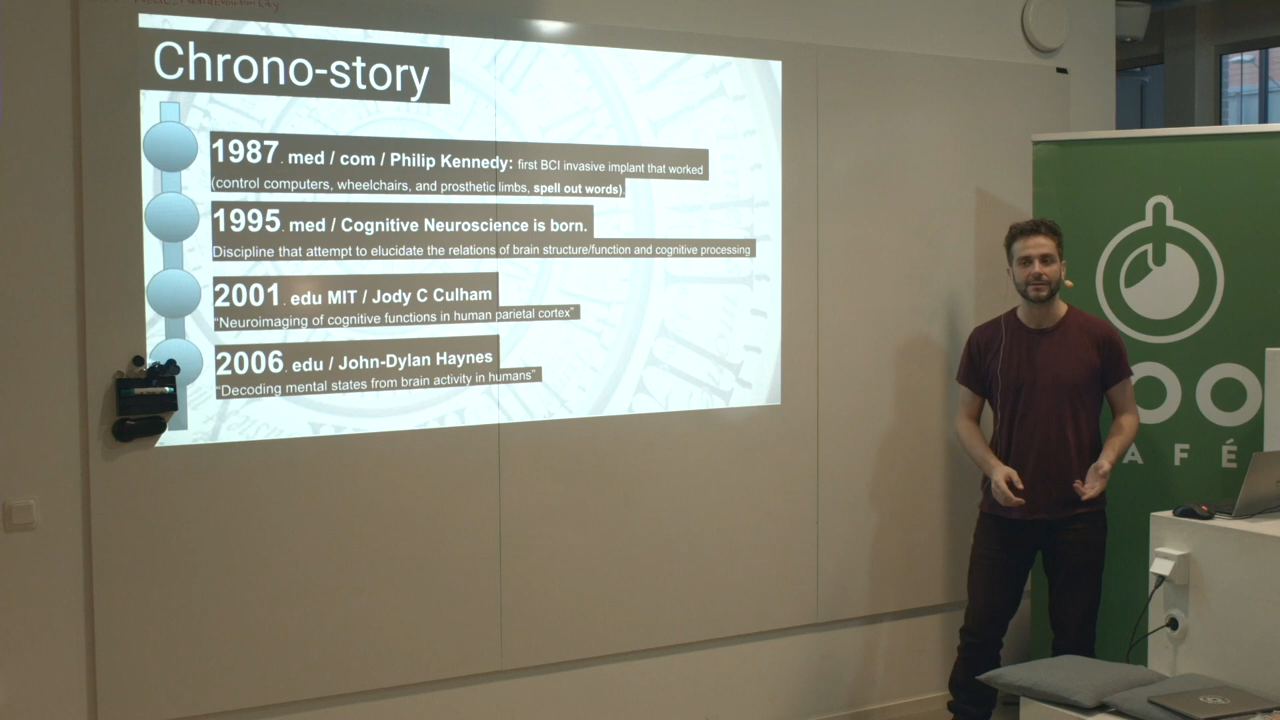 Chrono-story
1987. med / com / Philip Kennedy: first BCI invasive implant that worked
(control computers, wheelchairs, and prosthetic limbs, spell out words).
1995. med / Cognitive Neuroscience is born.
Discipline that attempt to elucidate the relations of brain structure/function and cognitive processing
2001. edu MIT / Jody C Culham
"Neuroimaging of cognitive functions in human parietal cortex"
2006. edu / John-Dylan Haynes
"Decoding mental states from brain activity in humans"
OO
AFÉ